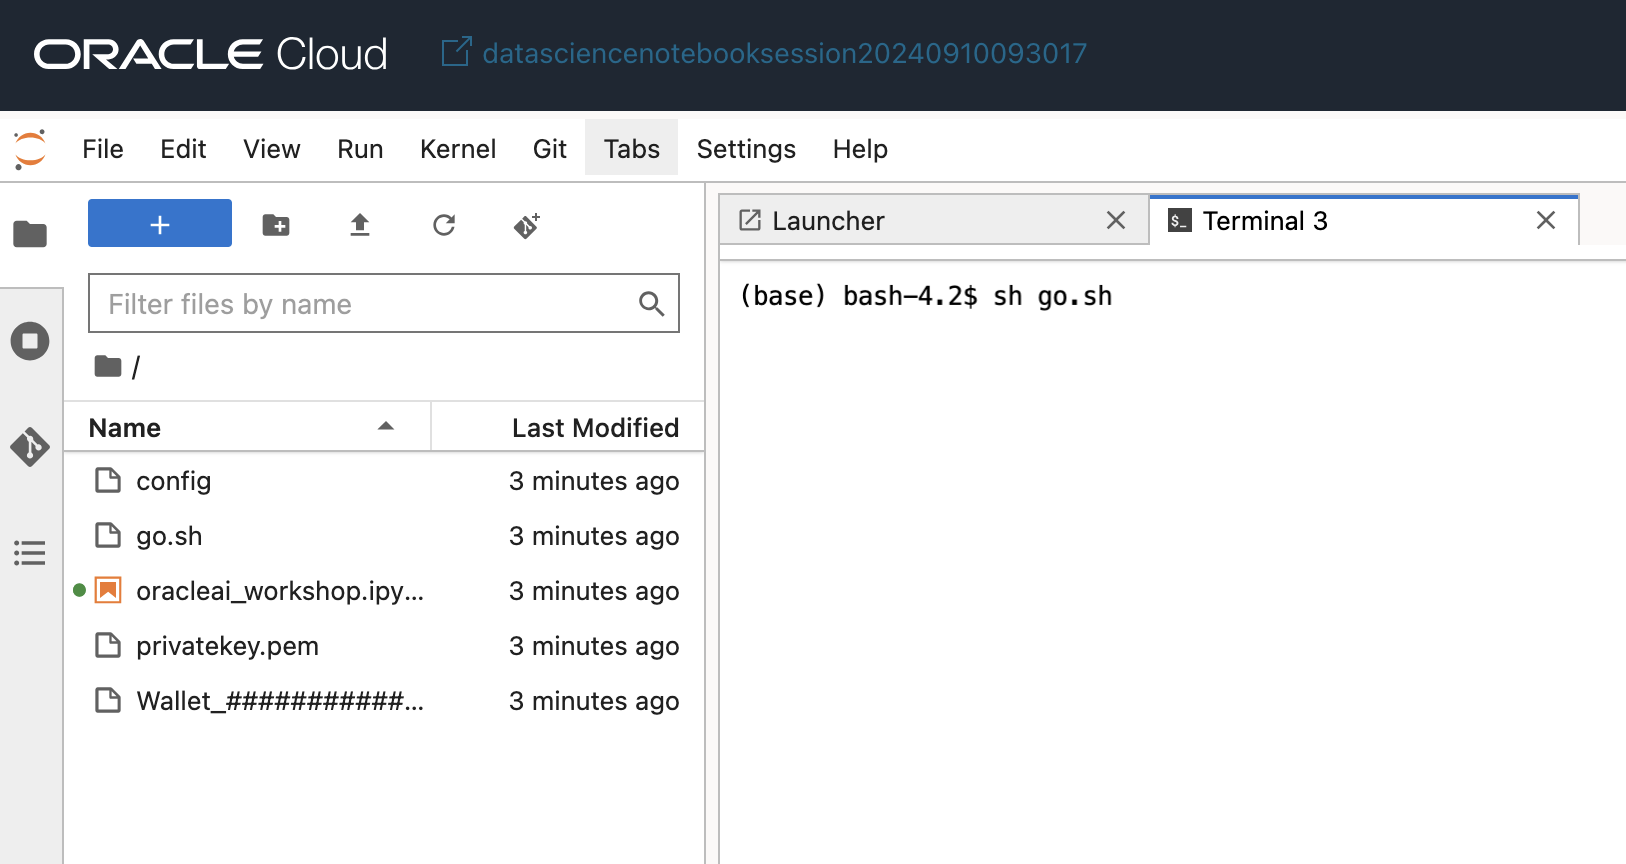 ORACLE Cloud datasciencenotebooksession20240910093017
File Edit View Run Kernel Git Tabs Settings Help
+
Launcher
$_ Terminal 3
Filter files by name
/
(base) bash-4.2$ sh go.sh
Name Last Modified
config 3 minutes ago
go.sh 3 minutes ago
oracleai_workshop.ipy... 3 minutes ago
privatekey.pem 3 minutes ago
Wallet_###########... 3 minutes ago